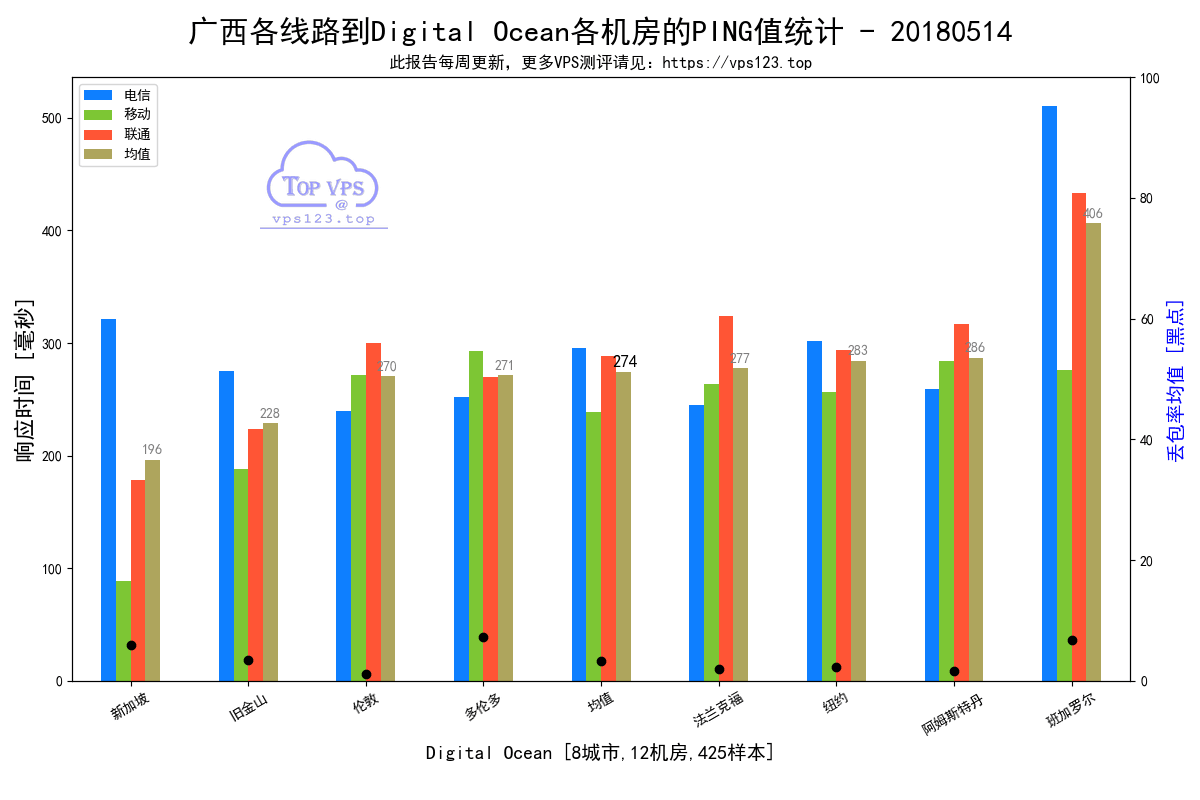 广西各线路到Digital Ocean各机房的PING值统计 - 20180514
此报告每周更新，更多VPS测评请见：https://vps123.top
电信
移动
联通
均值
TOP VPS
@
vps123.top
响应时间 [毫秒]
500
400
300
200
100
0
100
80
60
40
20
0
丢包率均值 [黑点]
196
228
270
271
274
277
283
286
406
新加坡
旧金山
伦敦
多伦多
均值
法兰克福
纽约
阿姆斯特丹
班加罗尔
Digital Ocean [8城市,12机房,425样本]